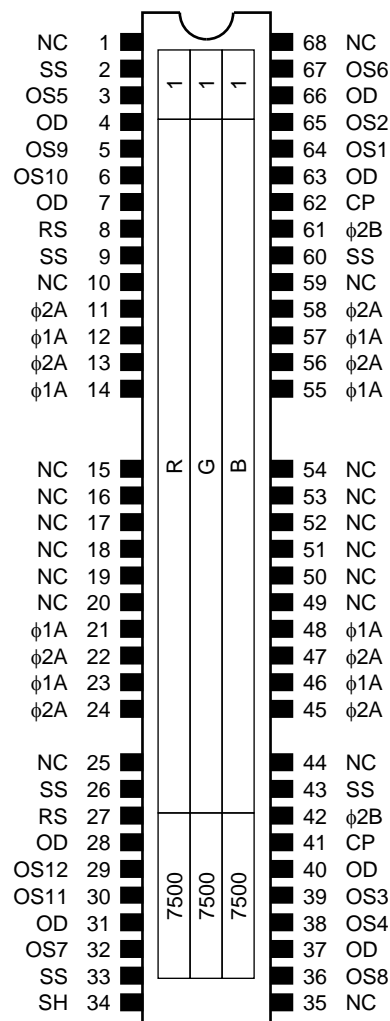 NC 1 68 NC
SS 2 67 OS6
OS5 3 1 1 1 66 OD
OD 4 65 OS2
OS9 5 64 OS1
OS10 6 63 OD
OD 7 62 CP
RS 8 61 ϕ2B
SS 9 60 SS
NC 10 59 NC
ϕ2A 11 58 ϕ2A
ϕ1A 12 57 ϕ1A
ϕ2A 13 56 ϕ2A
ϕ1A 14 55 ϕ1A
NC 15 R G B 54 NC
NC 16 53 NC
NC 17 52 NC
NC 18 51 NC
NC 19 50 NC
NC 20 49 NC
ϕ1A 21 48 ϕ1A
ϕ2A 22 47 ϕ2A
ϕ1A 23 46 ϕ1A
ϕ2A 24 45 ϕ2A
NC 25 44 NC
SS 26 43 SS
RS 27 42 ϕ2B
OD 28 41 CP
OS12 29 40 OD
OS11 30 7500 7500 7500 39 OS3
OD 31 38 OS4
OS7 32 37 OD
SS 33 36 OS8
SH 34 35 NC